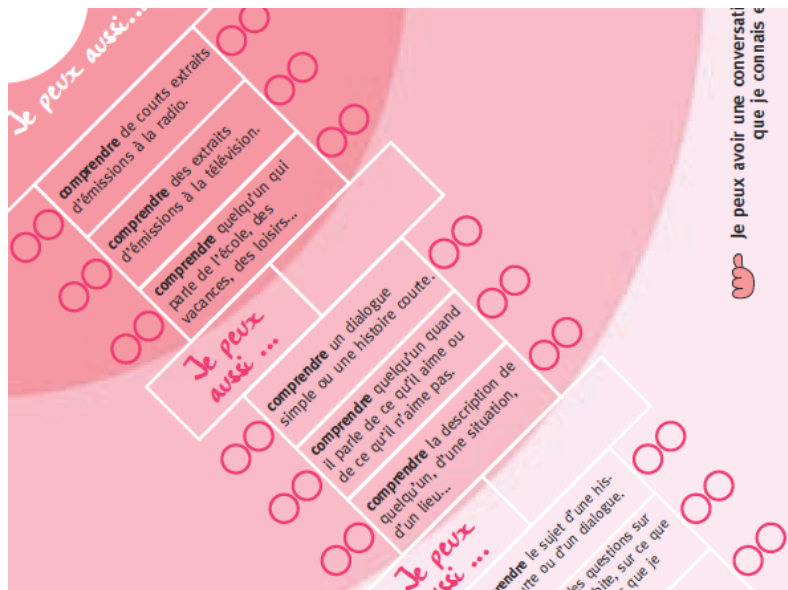 Je peux aussi...
comprendre de courts extraits
d'émissions à la radio.
comprendre des extraits
d'émissions à la télévision.
comprendre quelqu'un qui
parle de l'école, des
vacances, des loisirs...
Je peux
aussi ...
comprendre un dialogue
simple ou une histoire courte.
comprendre quelqu'un quand
il parle de ce qu'il aime ou
de ce qu'il n'aime pas.
comprendre la description de
quelqu'un, d'une situation,
d'un lieu...
Je peux
aussi ...
le sujet d'une his-
ou d'un dialogue.
questions sur
sur ce que
que je
Je peux avoir une
que je connais